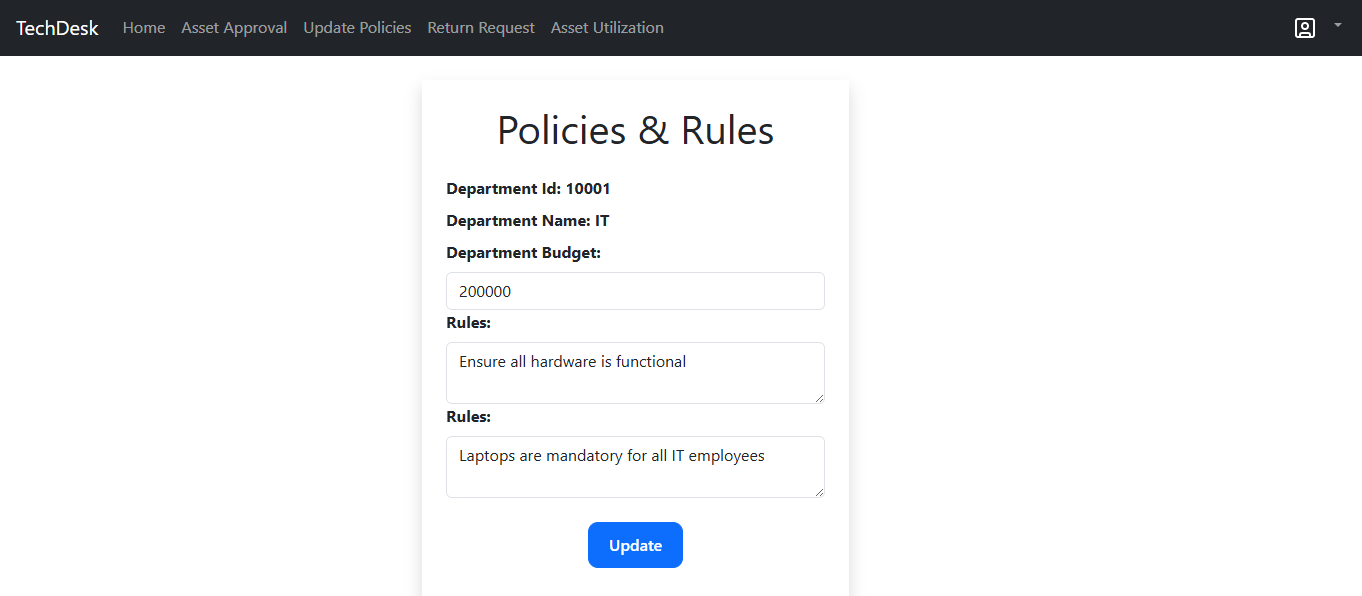 TechDesk Home Asset Approval Update Policies Return Request Asset Utilization
Policies & Rules
Department Id: 10001
Department Name: IT
Department Budget:
200000
Rules:
Ensure all hardware is functional
Rules:
Laptops are mandatory for all IT employees
Update